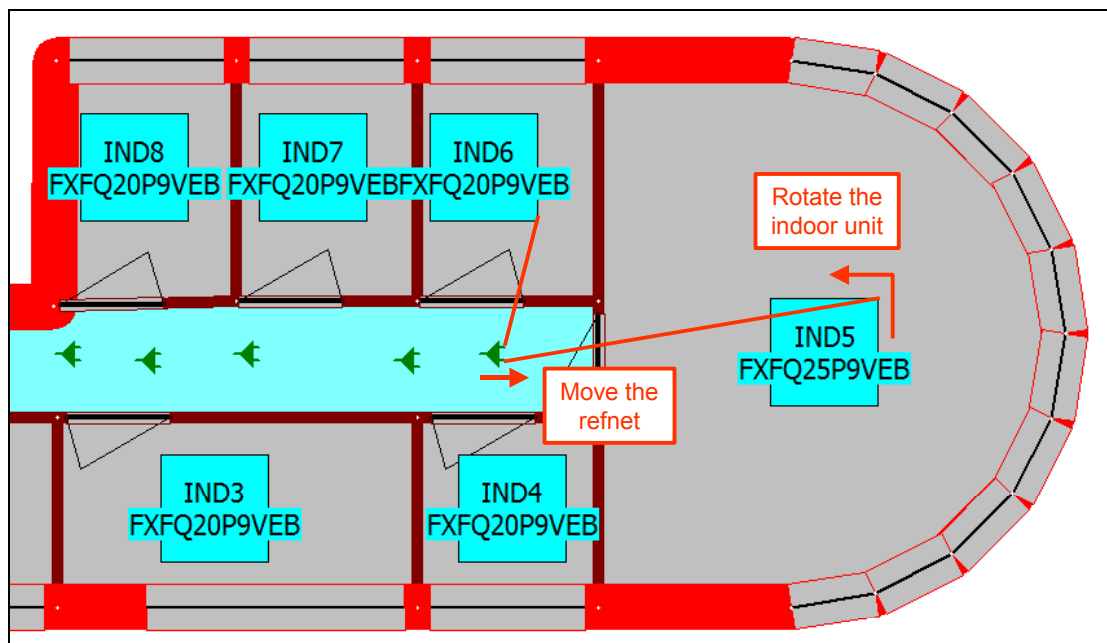 IND8
FXFQ20P9VEB
IND7
FXFQ20P9VEB
IND6
FXFQ20P9VEB
Rotate the
indoor unit
IND5
FXFQ25P9VEB
Move the
refnet
IND3
FXFQ20P9VEB
IND4
FXFQ20P9VEB